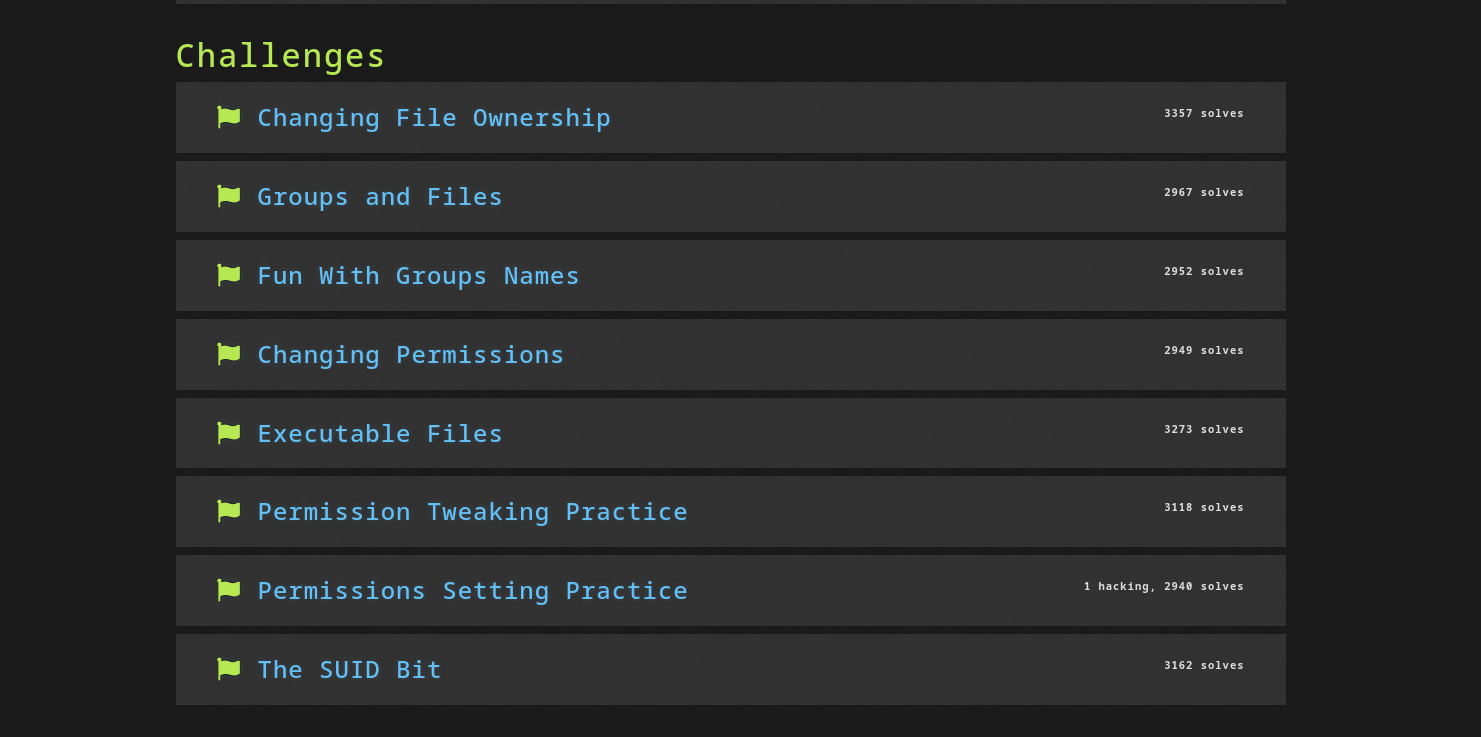 Challenges
Changing File Ownership 3357 solves
Groups and Files 2967 solves
Fun With Groups Names 2952 solves
Changing Permissions 2949 solves
Executable Files 3273 solves
Permission Tweaking Practice 3118 solves
Permissions Setting Practice 1 hacking, 2940 solves
The SUID Bit 3162 solves